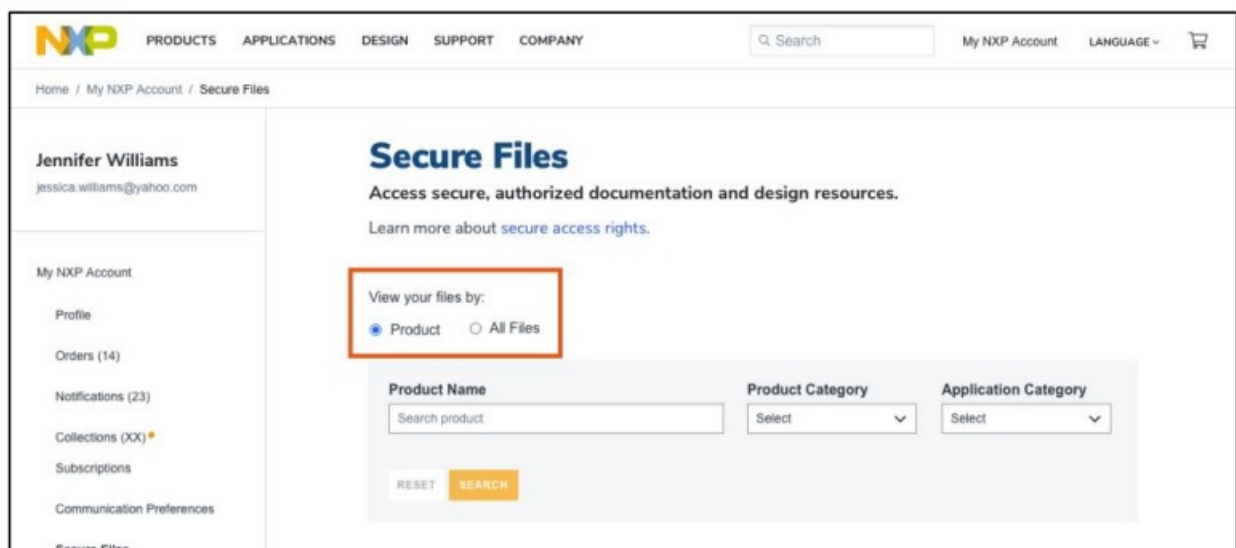 NXP PRODUCTS APPLICATIONS DESIGN SUPPORT COMPANY Search My NXP Account LANGUAGE
Home / My NXP Account / Secure Files
Jennifer Williams
jessica.williams@yahoo.com
My NXP Account
Profile
Orders (14)
Notifications (23)
Collections (XX)
Subscriptions
Communication Preferences
Secure Files
Secure Files
Access secure, authorized documentation and design resources.
Learn more about secure access rights.
View your files by:
Product All Files
Product Name Product Category Application Category
Search product Select Select
RESET SEARCH